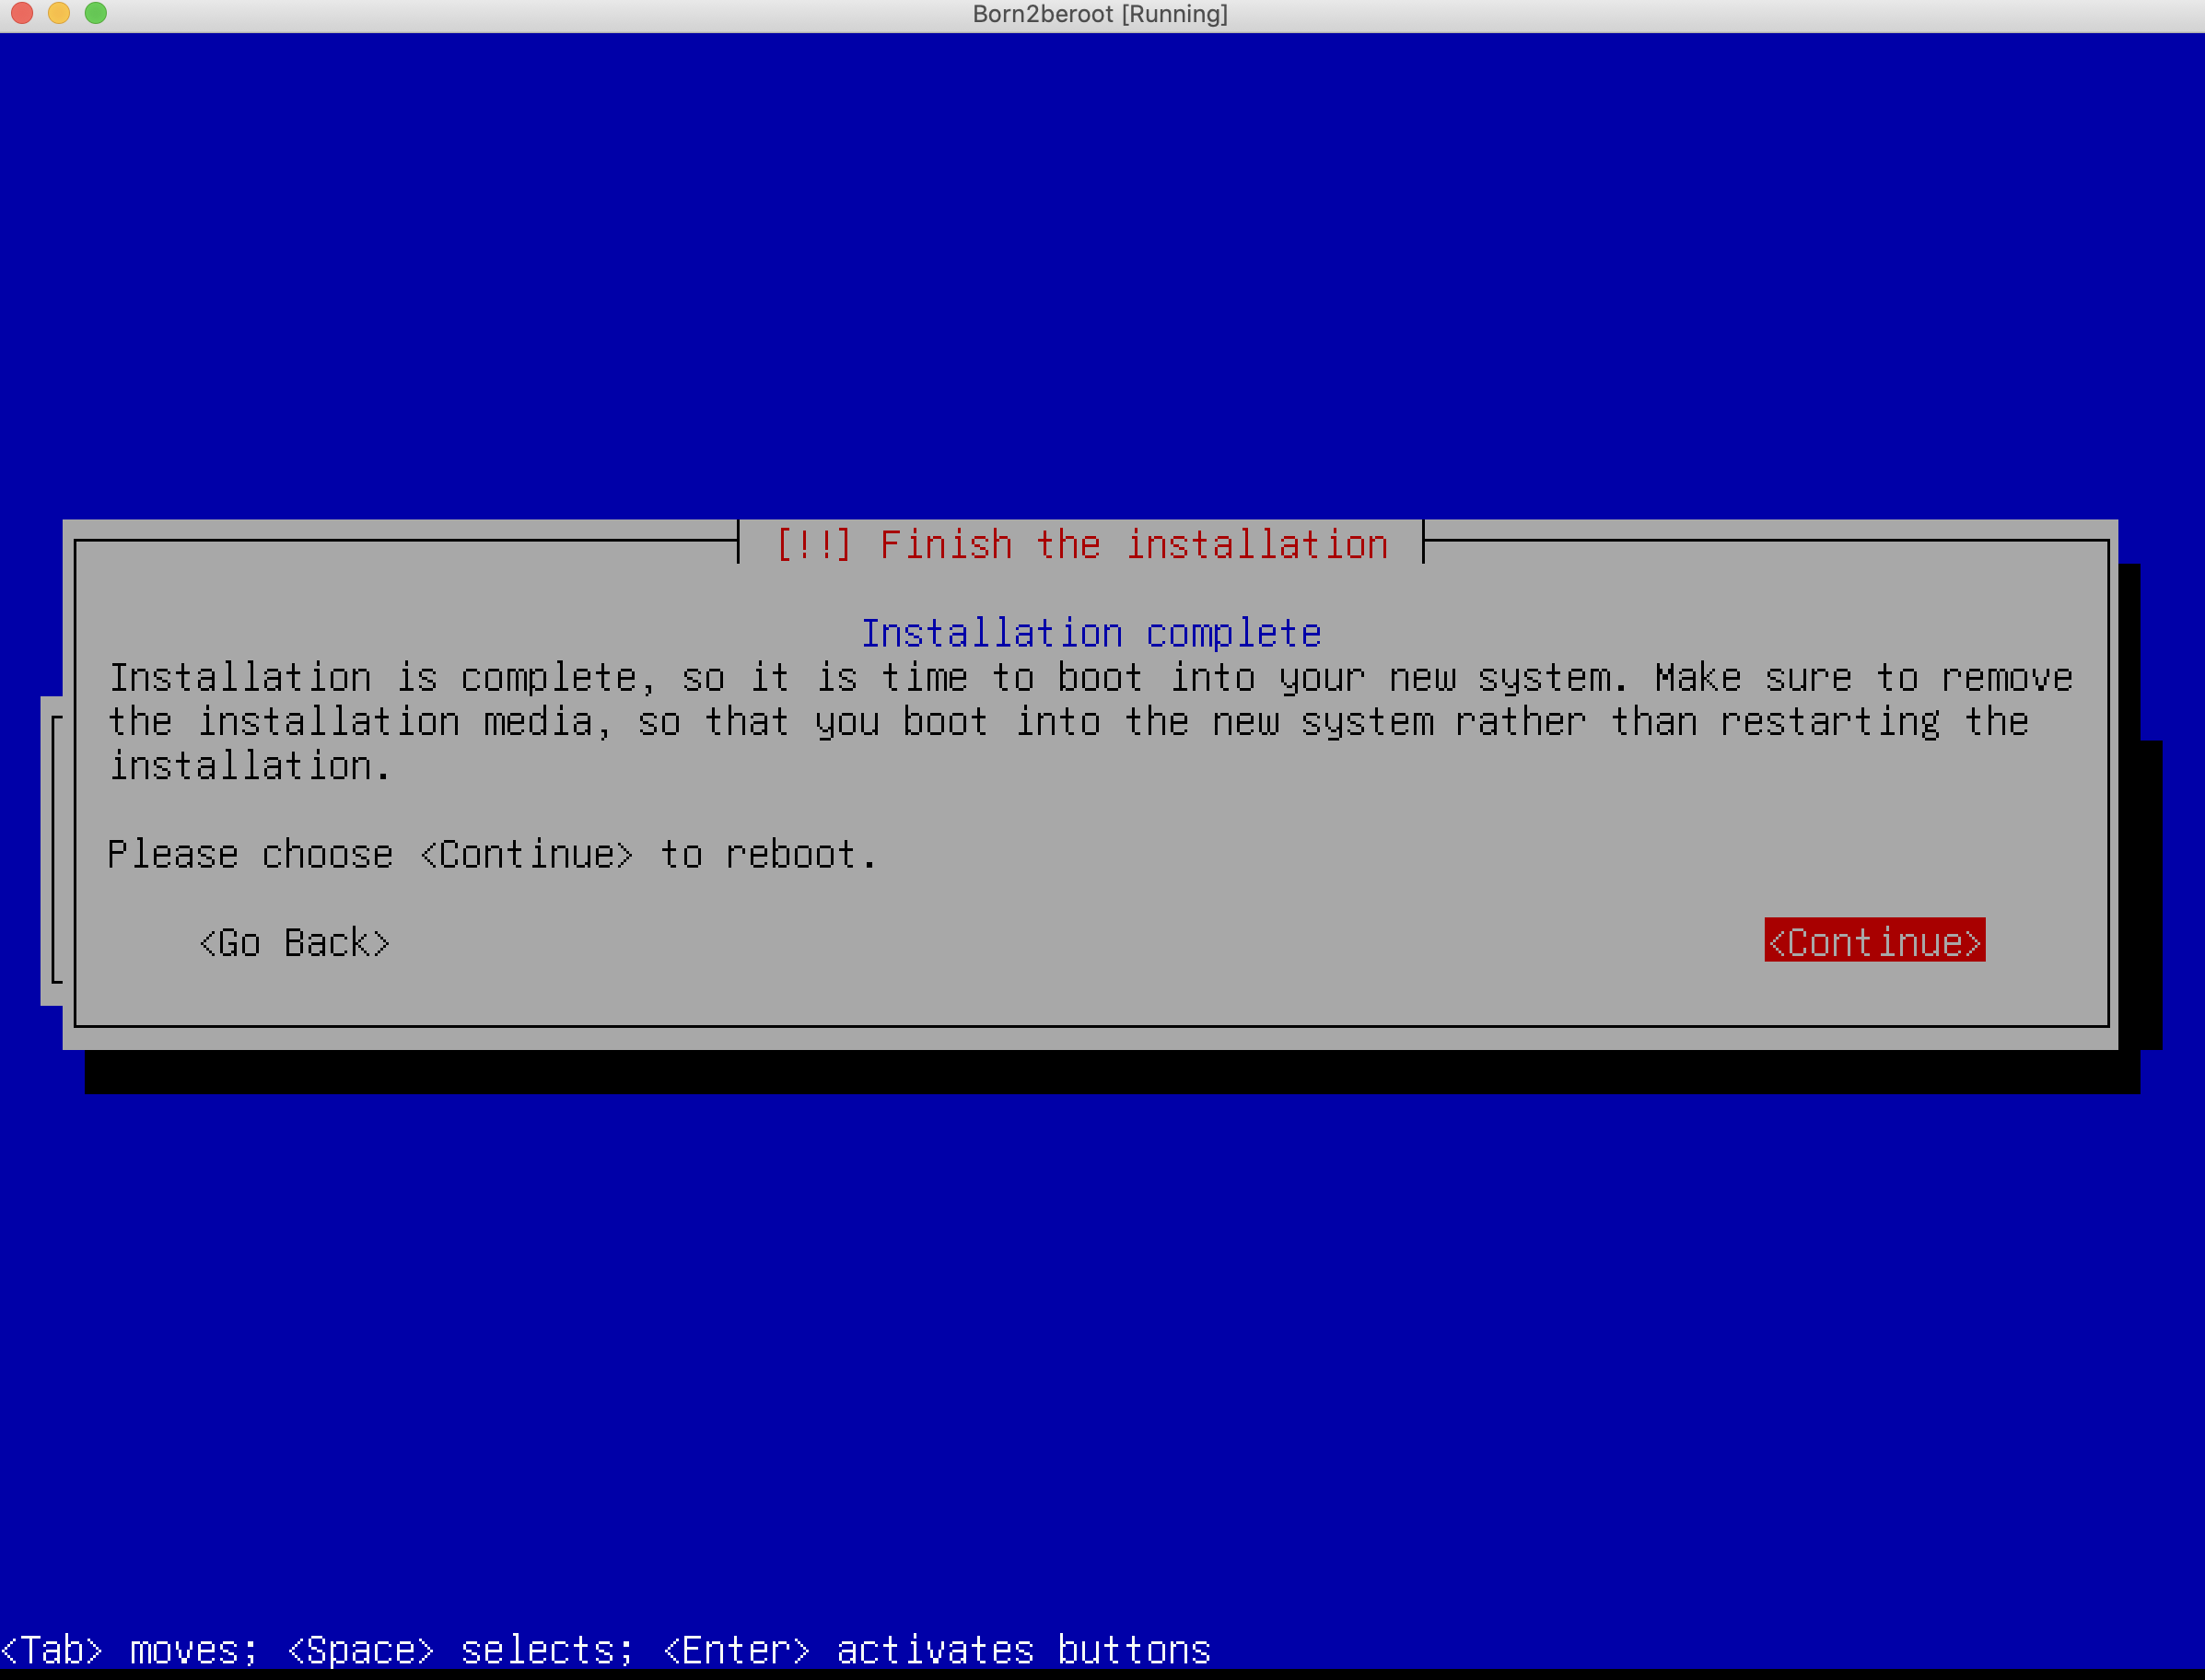 Born2beroot [Running]
[!!] Finish the installation
Installation complete
Installation is complete, so it is time to boot into your new system. Make sure to remove
the installation media, so that you boot into the new system rather than restarting the
installation.
Please choose <Continue> to reboot.
<Go Back> <Continue>
<Tab> moves; <Space> selects; <Enter> activates buttons